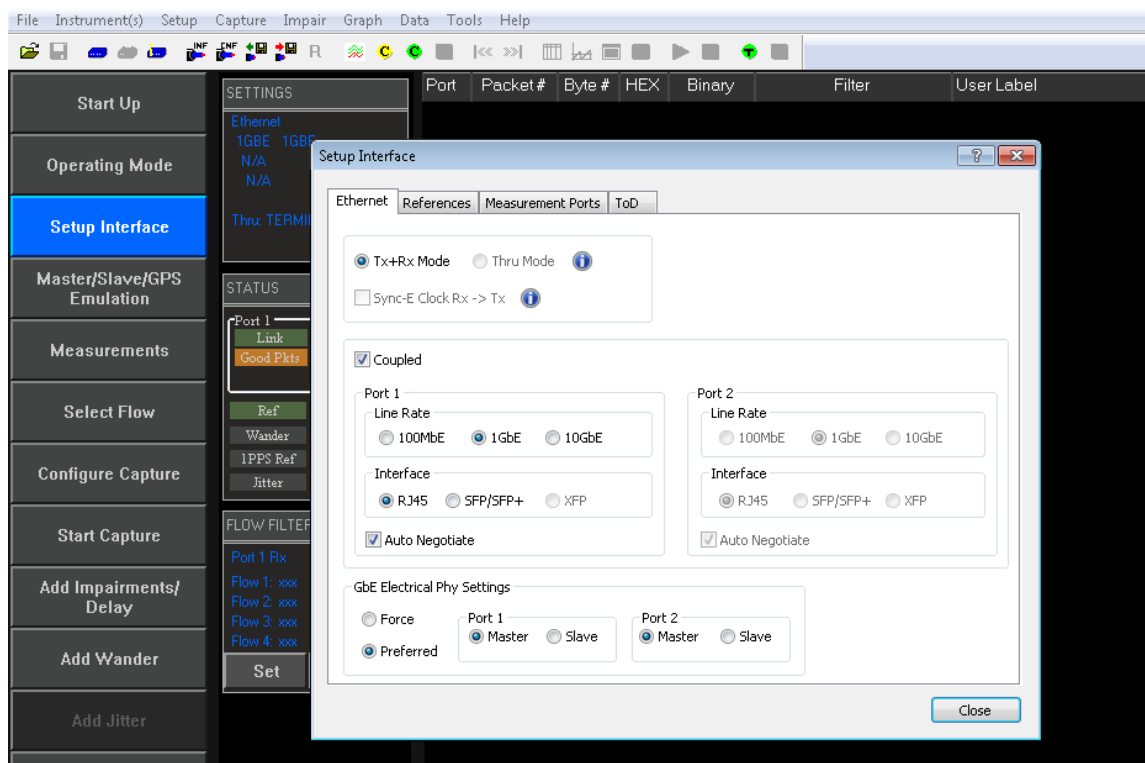 File Instrument(s) Setup Capture Impair Graph Data Tools Help
INF CNF R C C T
Start Up
Operating Mode
Setup Interface
Master/Slave/GPS
Emulation
Measurements
Select Flow
Configure Capture
Start Capture
Add Impairments/
Delay
Add Wander
Add Jitter
SETTINGS
Ethernet
1GBE 1GBE
N/A
N/A
Thru: TERMI
STATUS
Port 1
Link
Good Pkts
Ref
Wander
1PPS Ref
Jitter
FLOW FILTER
Port 1 Rx
Flow 1: xxx
Flow 2: xxx
Flow 3: xxx
Flow 4: xxx
Set
Port Packet# Byte # HEX Binary Filter User Label
Setup Interface ?
Ethernet References Measurement Ports ToD
Tx+Rx Mode Thru Mode i
Sync-E Clock Rx -> Tx i
Coupled
Port 1
Line Rate
100MbE 1GbE 10GbE
Interface
RJ45 SFP/SFP+ XFP
Auto Negotiate
Port 2
Line Rate
100MbE 1GbE 10GbE
Interface
RJ45 SFP/SFP+ XFP
Auto Negotiate
GbE Electrical Phy Settings
Force
Preferred
Port 1
Master Slave
Port 2
Master Slave
Close